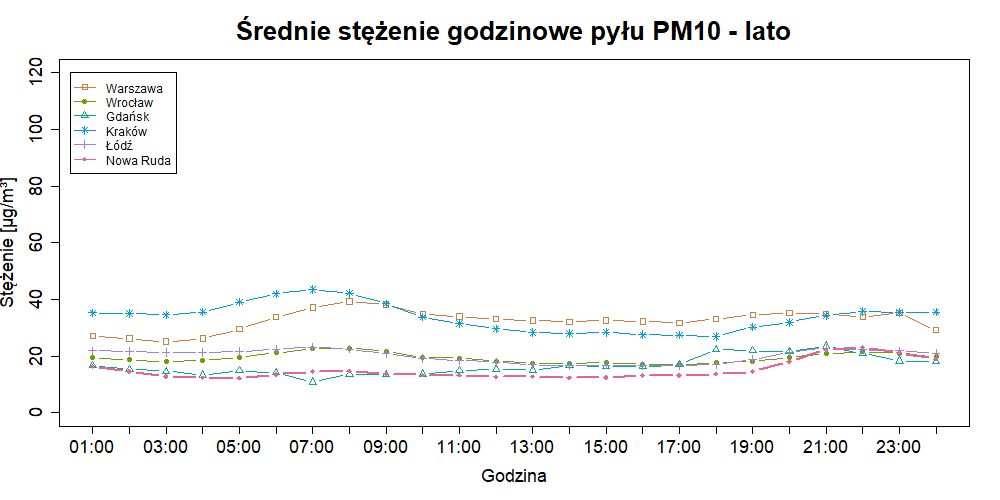 Średnie stężenie godzinowe pyłu PM10 - lato
Stężenie [µg/m³]
120
100
80
60
40
20
0
Warszawa
Wrocław
Gdańsk
Kraków
Łódź
Nowa Ruda
01:00 03:00 05:00 07:00 09:00 11:00 13:00 15:00 17:00 19:00 21:00 23:00
Godzina